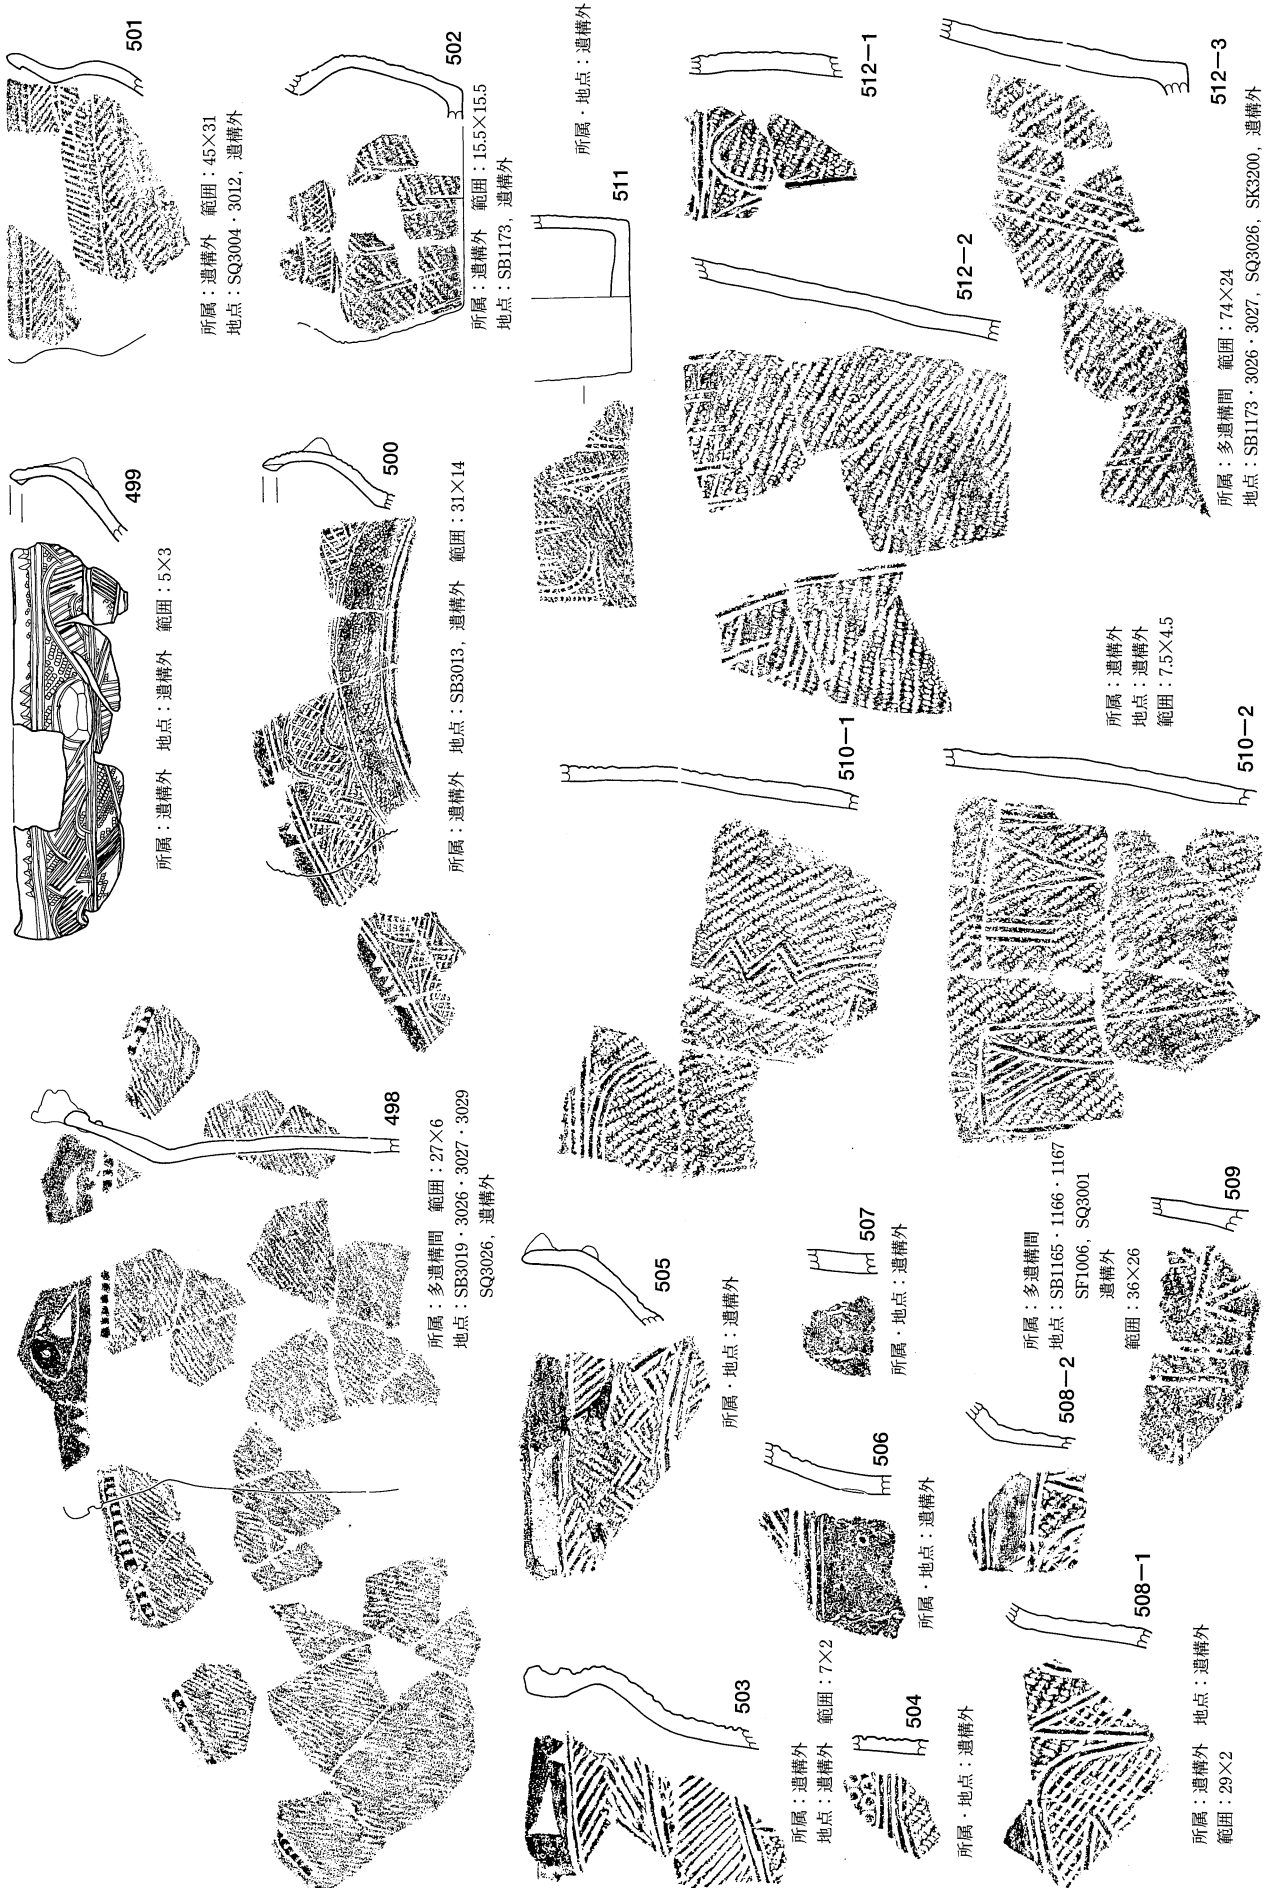 498
所属：多遺構間　範囲：27×6
地点：SB3019・3026・3027・3029
SQ3026，遺構外
499
所属：遺構外　地点：遺構外　範囲：5×3
500
所属：遺構外　地点：SB3013，遺構外　範囲：31×14
501
所属：遺構外　範囲：45×31
地点：SQ3004・3012，遺構外
502
所属：遺構外　範囲：15.5×15.5
地点：SB1173，遺構外
503
所属：遺構外
地点：遺構外　範囲：7×2
504
所属・地点：遺構外
505
所属・地点：遺構外
506
所属・地点：遺構外
507
所属・地点：遺構外
508－1
508－2
所属：遺構外　地点：遺構外
範囲：29×2
509
所属：多遺構間
地点：SB1165・1166・1167
SF1006，SQ3001
遺構外
範囲：36×26
510－1
510－2
所属：遺構外
地点：遺構外
範囲：7.5×4.5
511
所属・地点：遺構外
512－1
512－2
512－3
所属：多遺構間　範囲：74×24
地点：SB1173・3026・3027，SQ3026，SK3200，遺構外